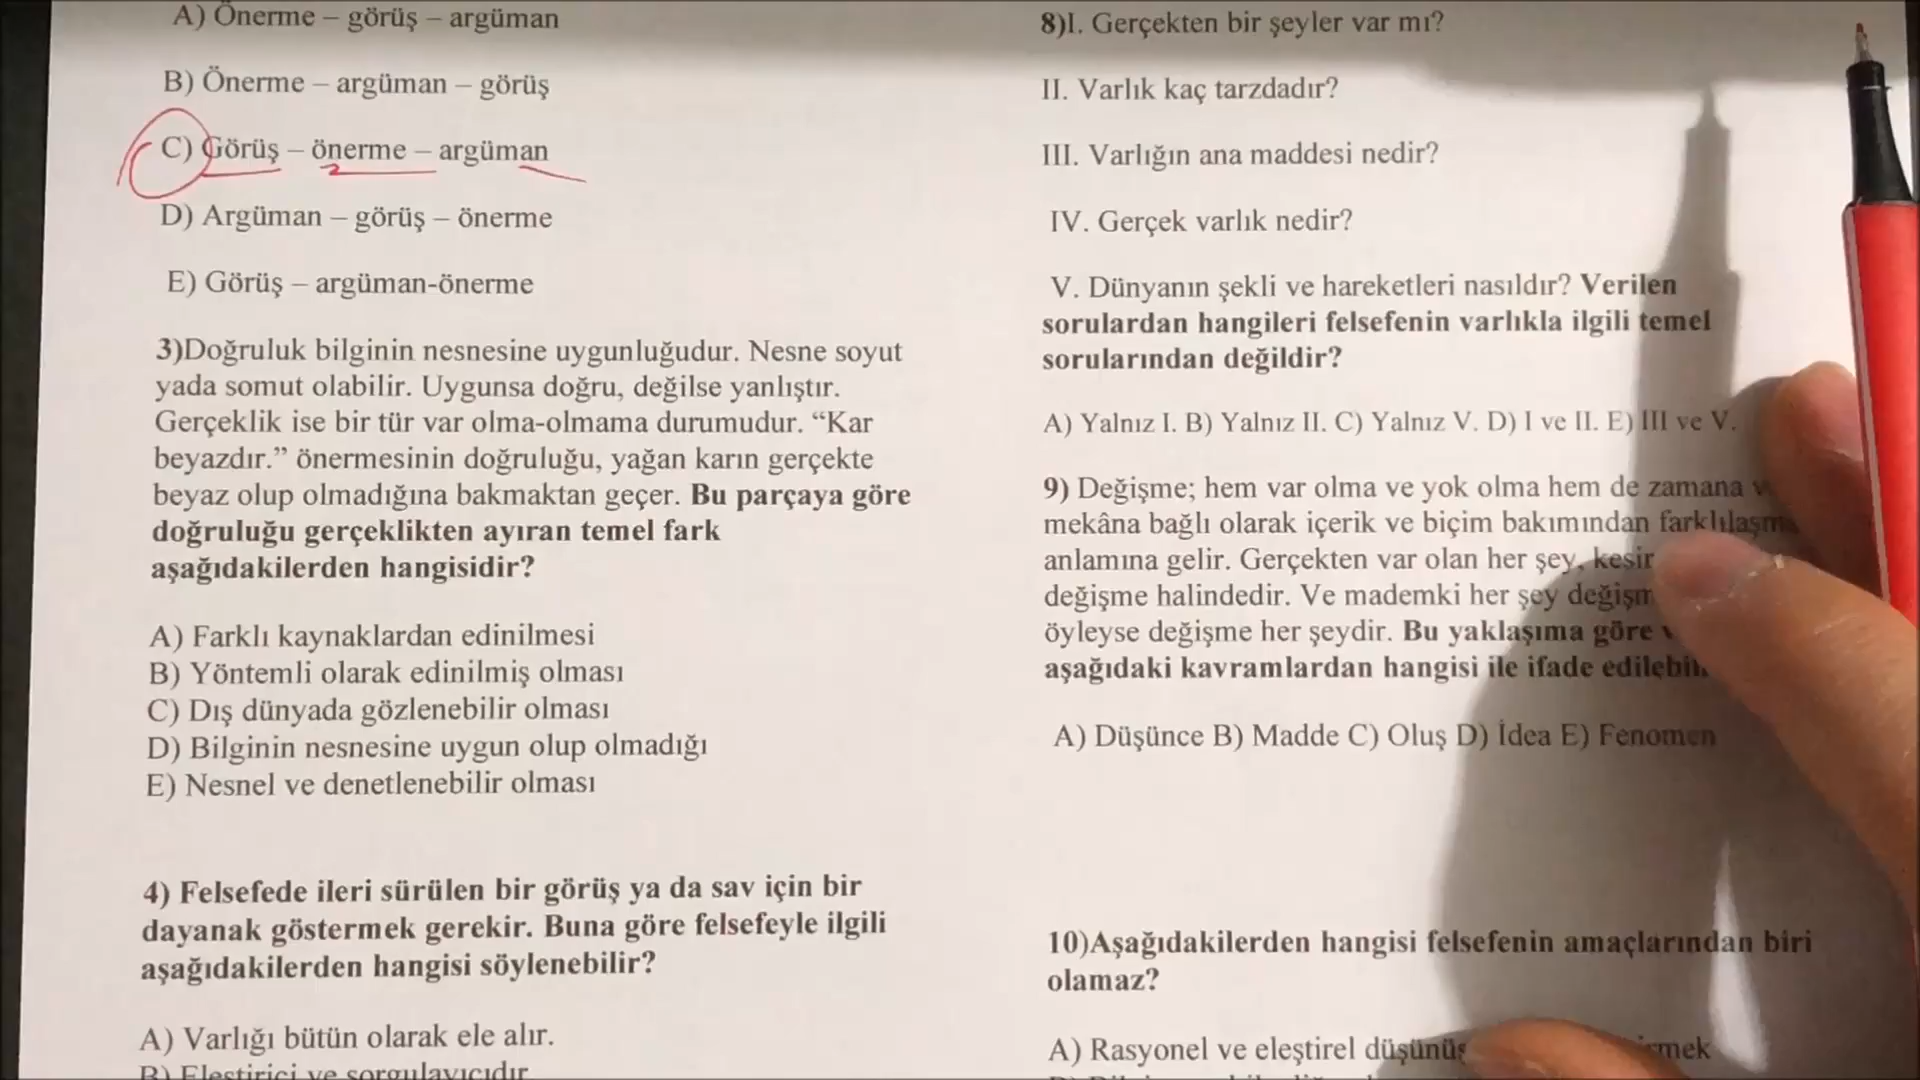 A) Önerme – görüş – argüman
B) Önerme – argüman – görüş
C) Görüş – önerme – argüman
D) Argüman – görüş – önerme
E) Görüş – argüman-önerme
3)Doğruluk bilginin nesnesine uygunluğudur. Nesne soyut
yada somut olabilir. Uygunsa doğru, değilse yanlıştır.
Gerçeklik ise bir tür var olma-olmama durumudur. “Kar
beyazdır.” önermesinin doğruluğu, yağan karın gerçekte
beyaz olup olmadığına bakmaktan geçer. Bu parçaya göre
doğruluğu gerçeklikten ayıran temel fark
aşağıdakilerden hangisidir?
A) Farklı kaynaklardan edinilmesi
B) Yöntemli olarak edinilmiş olması
C) Dış dünyada gözlenebilir olması
D) Bilginin nesnesine uygun olup olmadığı
E) Nesnel ve denetlenebilir olması
4) Felsefede ileri sürülen bir görüş ya da sav için bir
dayanak göstermek gerekir. Buna göre felsefeyle ilgili
aşağıdakilerden hangisi söylenebilir?
A) Varlığı bütün olarak ele alır.
B) Eleştirici ve sorgulayıcıdır
8)I. Gerçekten bir şeyler var mı?
II. Varlık kaç tarzdadır?
III. Varlığın ana maddesi nedir?
IV. Gerçek varlık nedir?
V. Dünyanın şekli ve hareketleri nasıldır? Verilen
sorulardan hangileri felsefenin varlıkla ilgili temel
sorularından değildir?
A) Yalnız I. B) Yalnız II. C) Yalnız V. D) I ve II. E) III ve V.
9) Değişme; hem var olma ve yok olma hem de zamana
mekâna bağlı olarak içerik ve biçim bakımından
anlamına gelir. Gerçekten var olan her şey,
değişme halindedir. Ve mademki her şey
öyleyse değişme her şeydir. Bu yaklaşıma göre
aşağıdaki kavramlardan hangisi ile ifade
A) Düşünce B) Madde C) Oluş D) İdea E) Fenomen
10)Aşağıdakilerden hangisi felsefenin amaçlarından biri
olamaz?
A) Rasyonel ve eleştirel